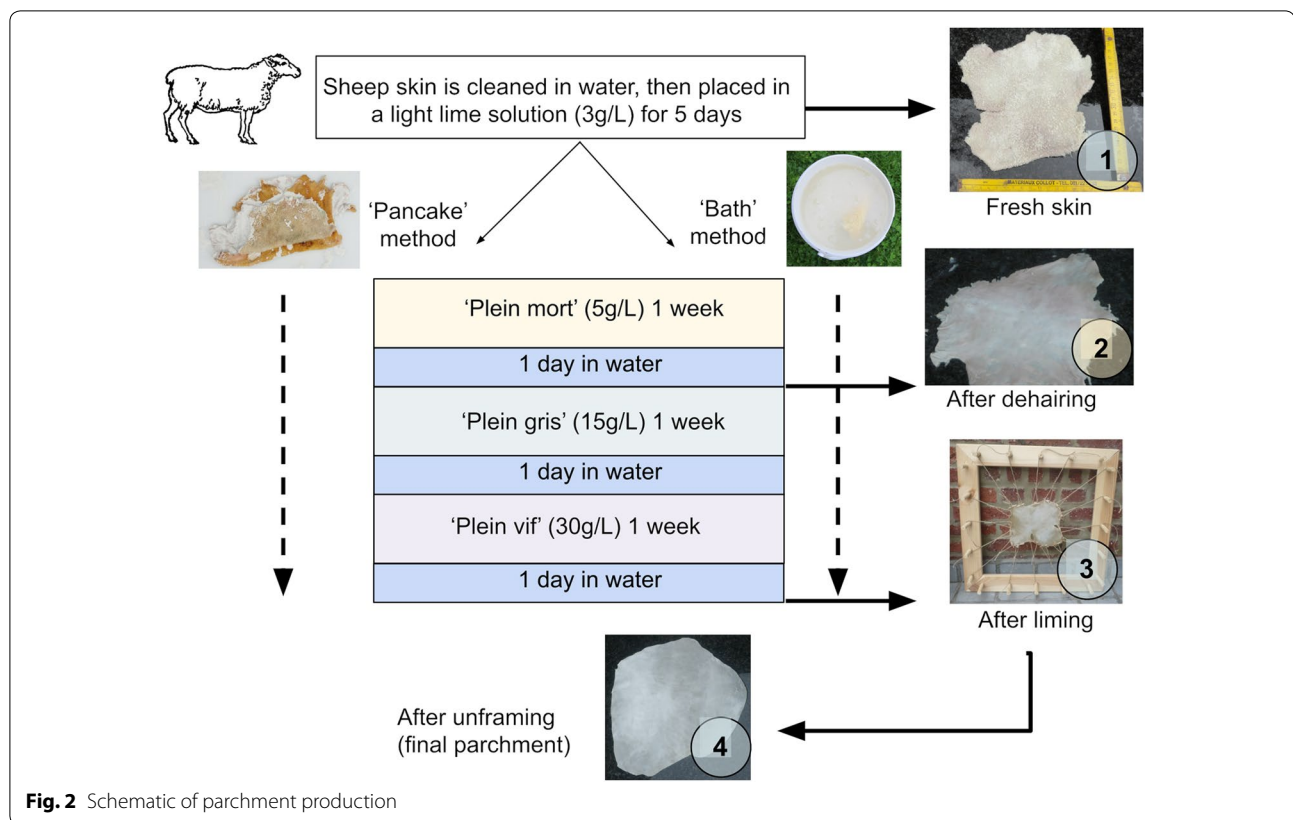 Sheep skin is cleaned in water, then placed in
a light lime solution (3g/L) for 5 days
1
Fresh skin
‘Pancake’
method
‘Bath’
method
‘Plein mort’ (5g/L) 1 week
1 day in water
2
After dehairing
‘Plein gris’ (15g/L) 1 week
1 day in water
‘Plein vif’ (30g/L) 1 week
1 day in water
3
After liming
After unframing
(final parchment)
4
Fig. 2 Schematic of parchment production